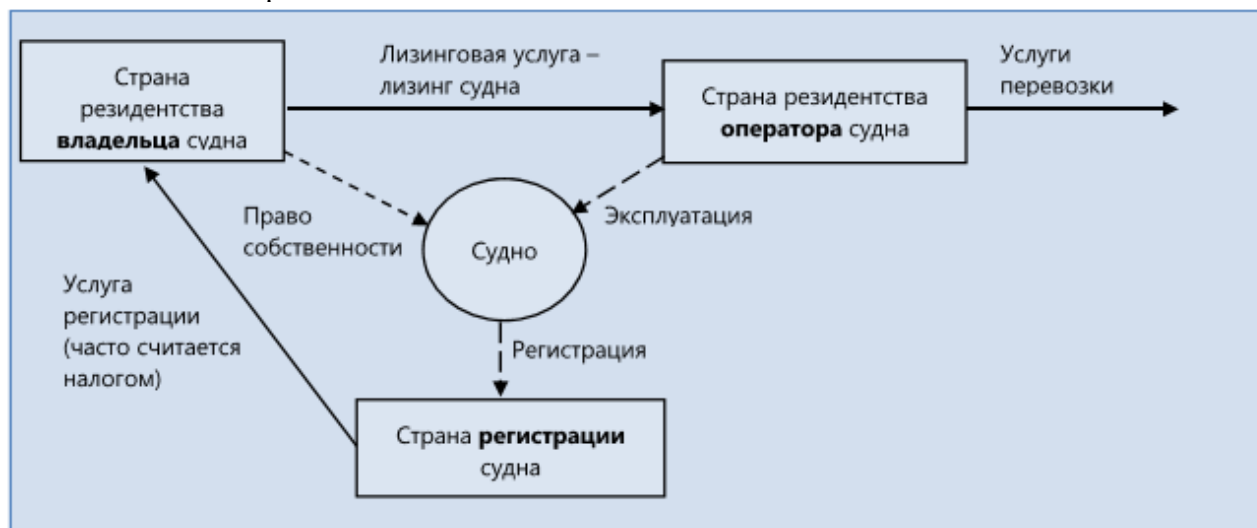 Страна
резидентства
владельца судна
Лизинговая услуга –
лизинг судна
Страна резидентства
оператора судна
Услуги
перевозки
Право
собственности
Судно
Эксплуатация
Услуга
регистрации
(часто считается
налогом)
Регистрация
Страна регистрации
судна